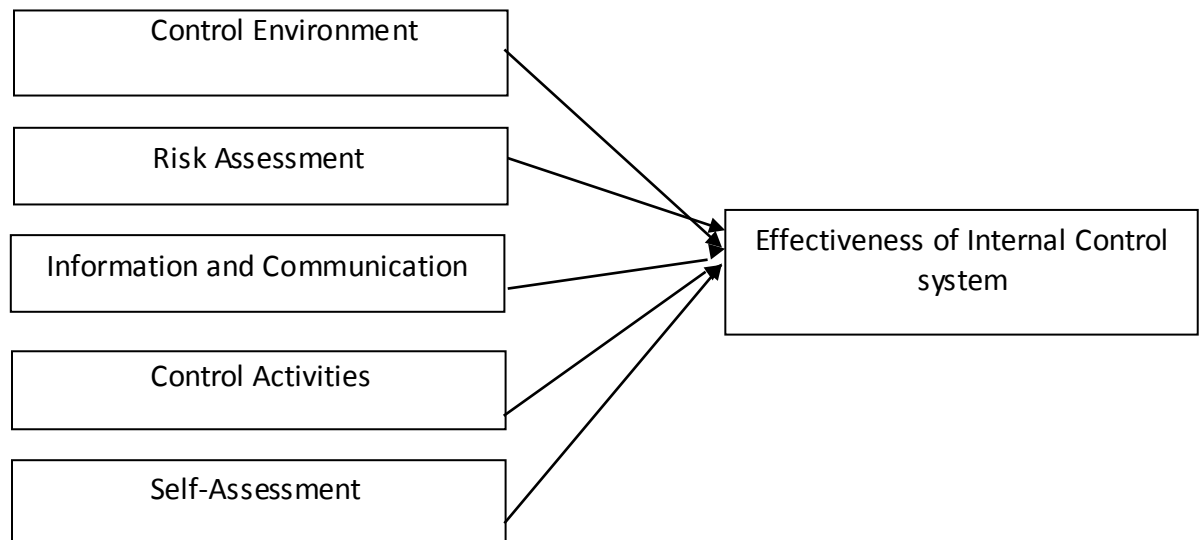 Control Environment
Risk Assessment
Information and Communication
Control Activities
Self-Assessment
Effectiveness of Internal Control
system